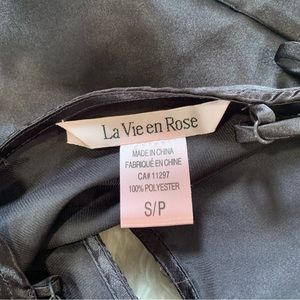 La Vie en Rose
MADE IN CHINA
FABRIQUÉ EN CHINE
CA# 11297
100% POLYESTER
S/P